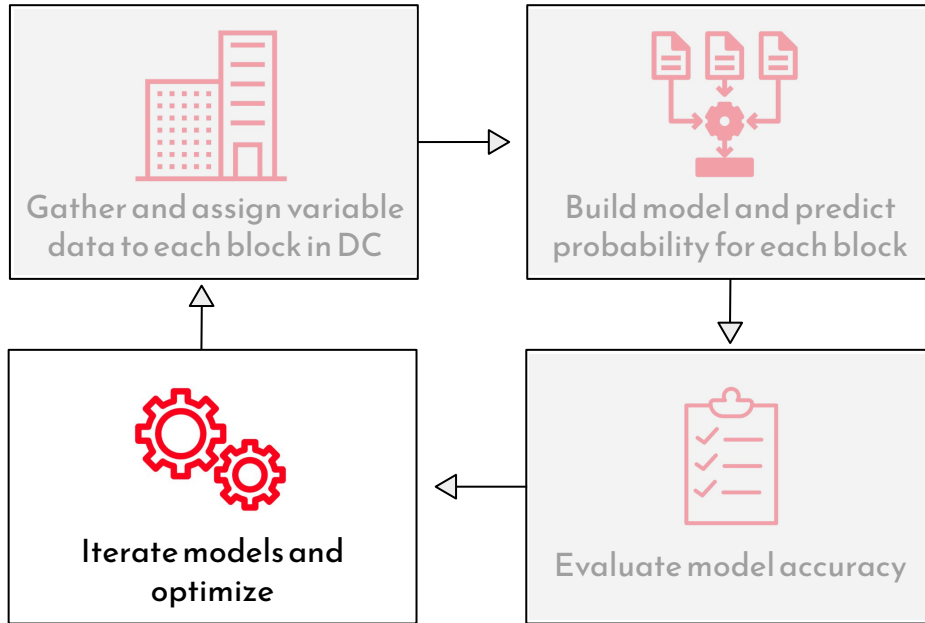 Gather and assign variable
data to each block in DC
Build model and predict
probability for each block
Iterate models and
optimize
Evaluate model accuracy